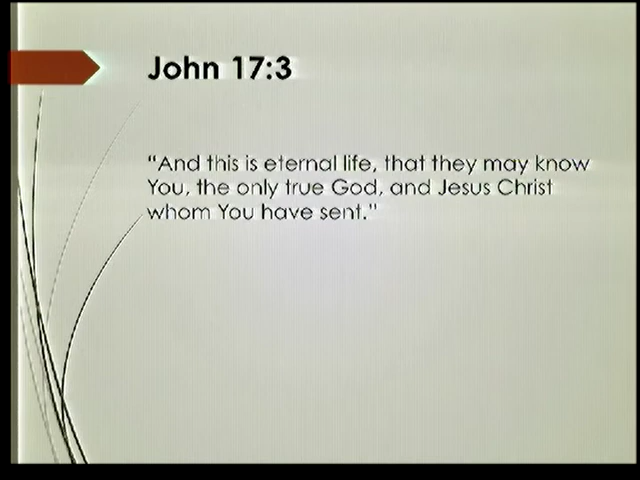 John 17:3
“And this is eternal life, that they may know
You, the only true God, and Jesus Christ
whom You have sent.”